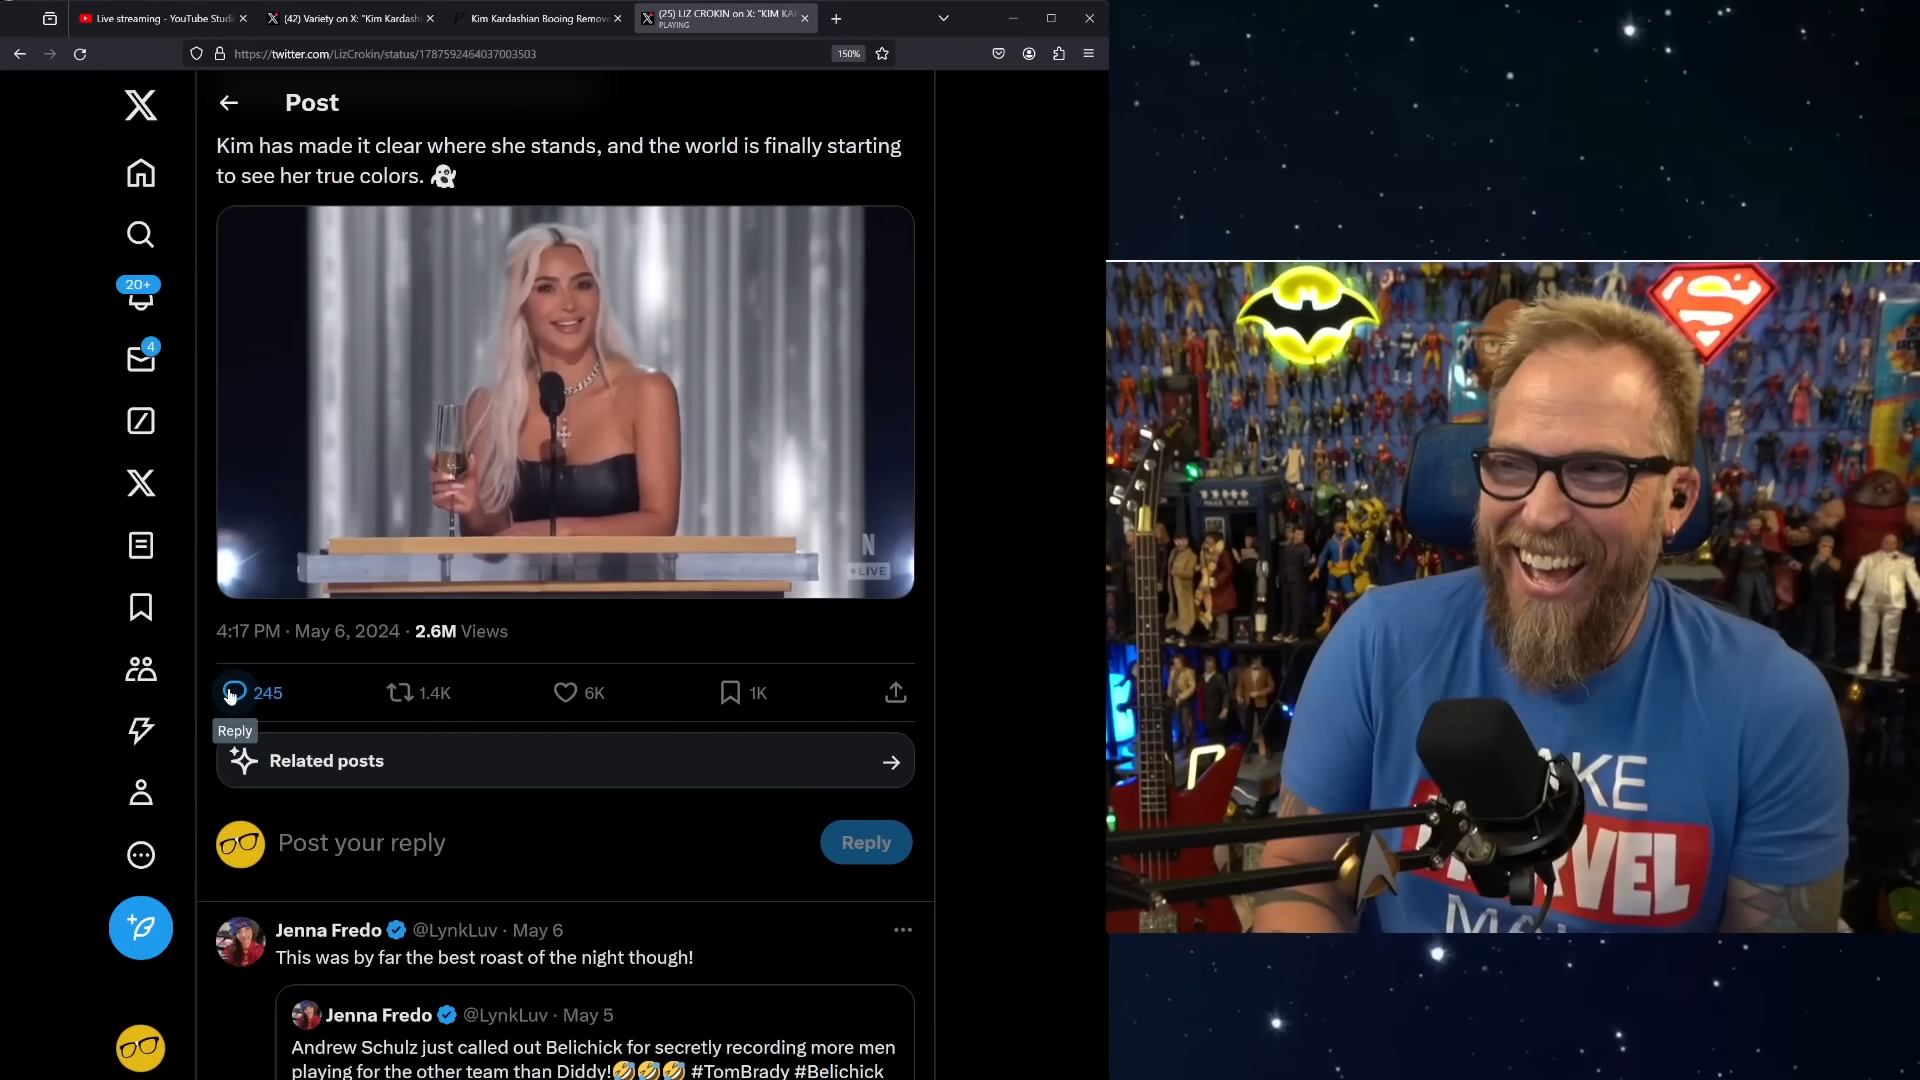 Live streaming - YouTube Studi
(42) Variety on X: "Kim Kardash
Kim Kardashian Booing Remove
(25) LIZ CROKIN on X: "KIM KA
PLAYING
https://twitter.com/LizCrokin/status/1787592464037003503
150%
Post
Kim has made it clear where she stands, and the world is finally starting
to see her true colors. 👻
N
LIVE
4:17 PM · May 6, 2024 · 2.6M Views
245
1.4K
6K
1K
Reply
Related posts
Post your reply
Reply
Jenna Fredo @LynkLuv · May 6
This was by far the best roast of the night though!
Jenna Fredo @LynkLuv · May 5
Andrew Schulz just called out Belichick for secretly recording more men
playing for the other team than Diddy!🤣🤣🤣 #TomBrady #Belichick
20+
4